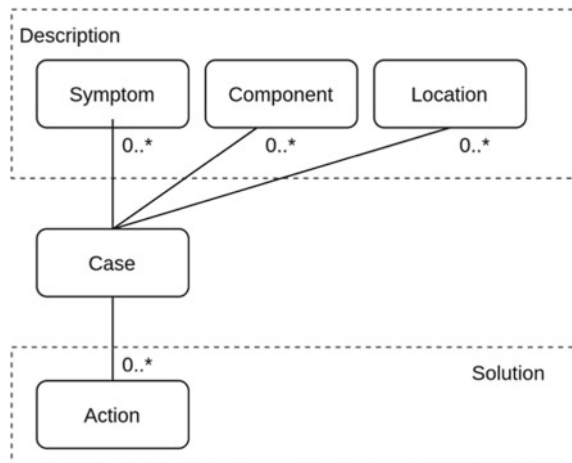 Description
Symptom
Component
Location
0..*
0..*
0..*
Case
0..*
Solution
Action